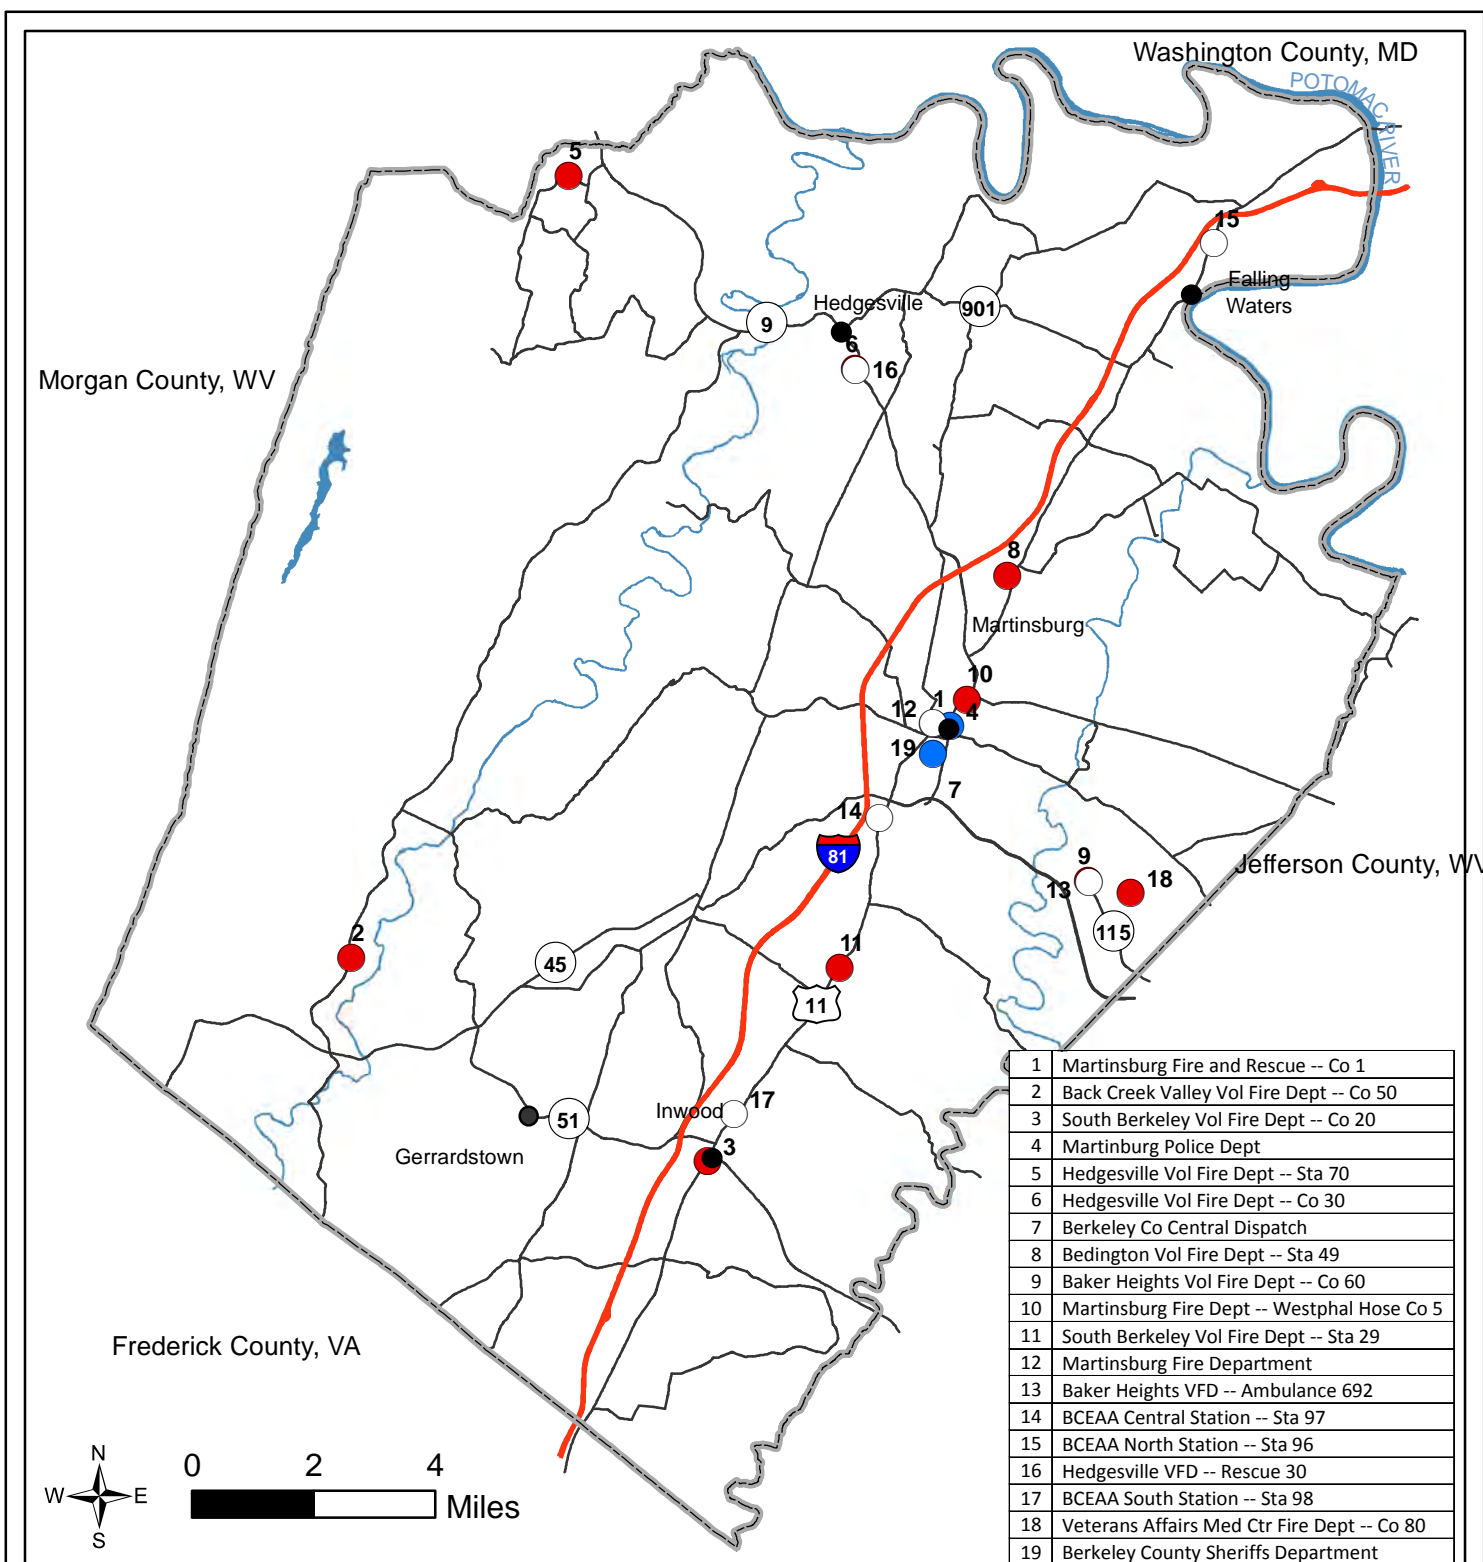 Washington County, MD
POTOMAC RIVER
5
15
Falling
Waters
Hedgesville
901
9
6
16
Morgan County, WV
8
Martinsburg
10
1
12
4
19
7
14
81
9
13
18
Jefferson County, WV
115
2
45
11
11
Inwood
17
51
3
Gerrardstown
Frederick County, VA
N
W E
S
0 2 4
Miles
1 Martinsburg Fire and Rescue -- Co 1
2 Back Creek Valley Vol Fire Dept -- Co 50
3 South Berkeley Vol Fire Dept -- Co 20
4 Martinburg Police Dept
5 Hedgesville Vol Fire Dept -- Sta 70
6 Hedgesville Vol Fire Dept -- Co 30
7 Berkeley Co Central Dispatch
8 Bedington Vol Fire Dept -- Sta 49
9 Baker Heights Vol Fire Dept -- Co 60
10 Martinsburg Fire Dept -- Westphal Hose Co 5
11 South Berkeley Vol Fire Dept -- Sta 29
12 Martinsburg Fire Department
13 Baker Heights VFD -- Ambulance 692
14 BCEAA Central Station -- Sta 97
15 BCEAA North Station -- Sta 96
16 Hedgesville VFD -- Rescue 30
17 BCEAA South Station -- Sta 98
18 Veterans Affairs Med Ctr Fire Dept -- Co 80
19 Berkeley County Sheriffs Department